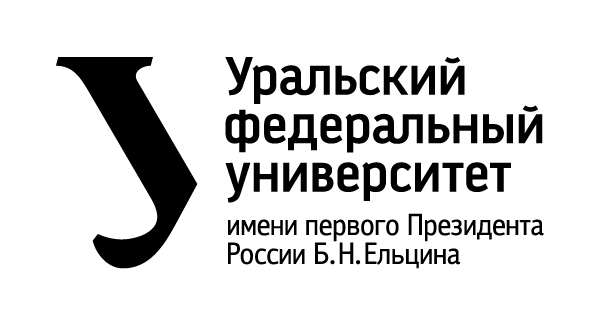 У
Уральский
федеральный
университет
имени первого Президента
России Б.Н.Ельцина